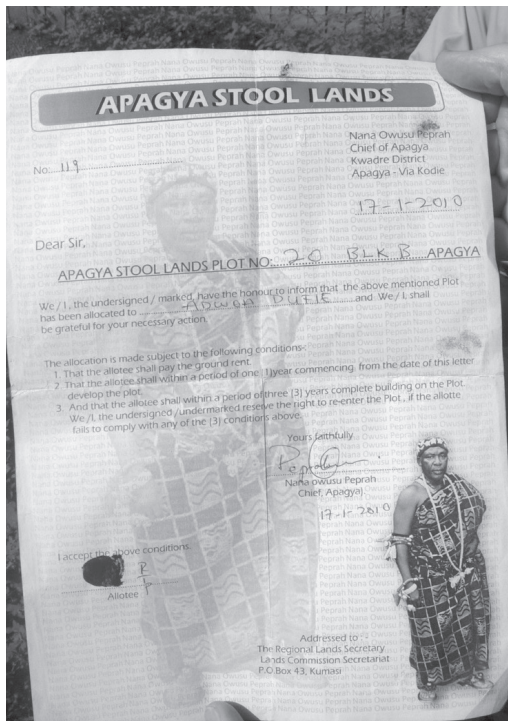 APAGYA STOOL LANDS
Nana Owusu Peprah
Chief of Apagya
Kwadre District
Apagya - Via Kodie
No: 119
17-1-2010
Dear Sir,
APAGYA STOOL LANDS PLOT NO: 20 BLK B APAGYA
We / I, the undersigned / marked, have the honour to inform that the above mentioned Plot
has been allocated to ADWOA DUFIE and We / I, shall
be grateful for your necessary action.
The allocation is made subject to the following conditions-:
1. That the allotee shall pay the ground rent.
2. That the allotee shall within a period of one (1)year commencing from the date of this letter
develop the plot.
3. And that the allotee shall within a period of three (3) years complete building on the Plot.
We/I, the undersigned /undermarked reserve the right to re-enter the Plot, if the allotte
fails to comply with any of the (3) conditions above.
Yours faithfully
Nana owusu Peprah
Chief, Apagya)
17-1-2010
I accept the above conditions.
Allotee
Addressed to : -
The Regional Lands Secretary
Lands Commission Secretariat
P.O.Box 43, Kumasi